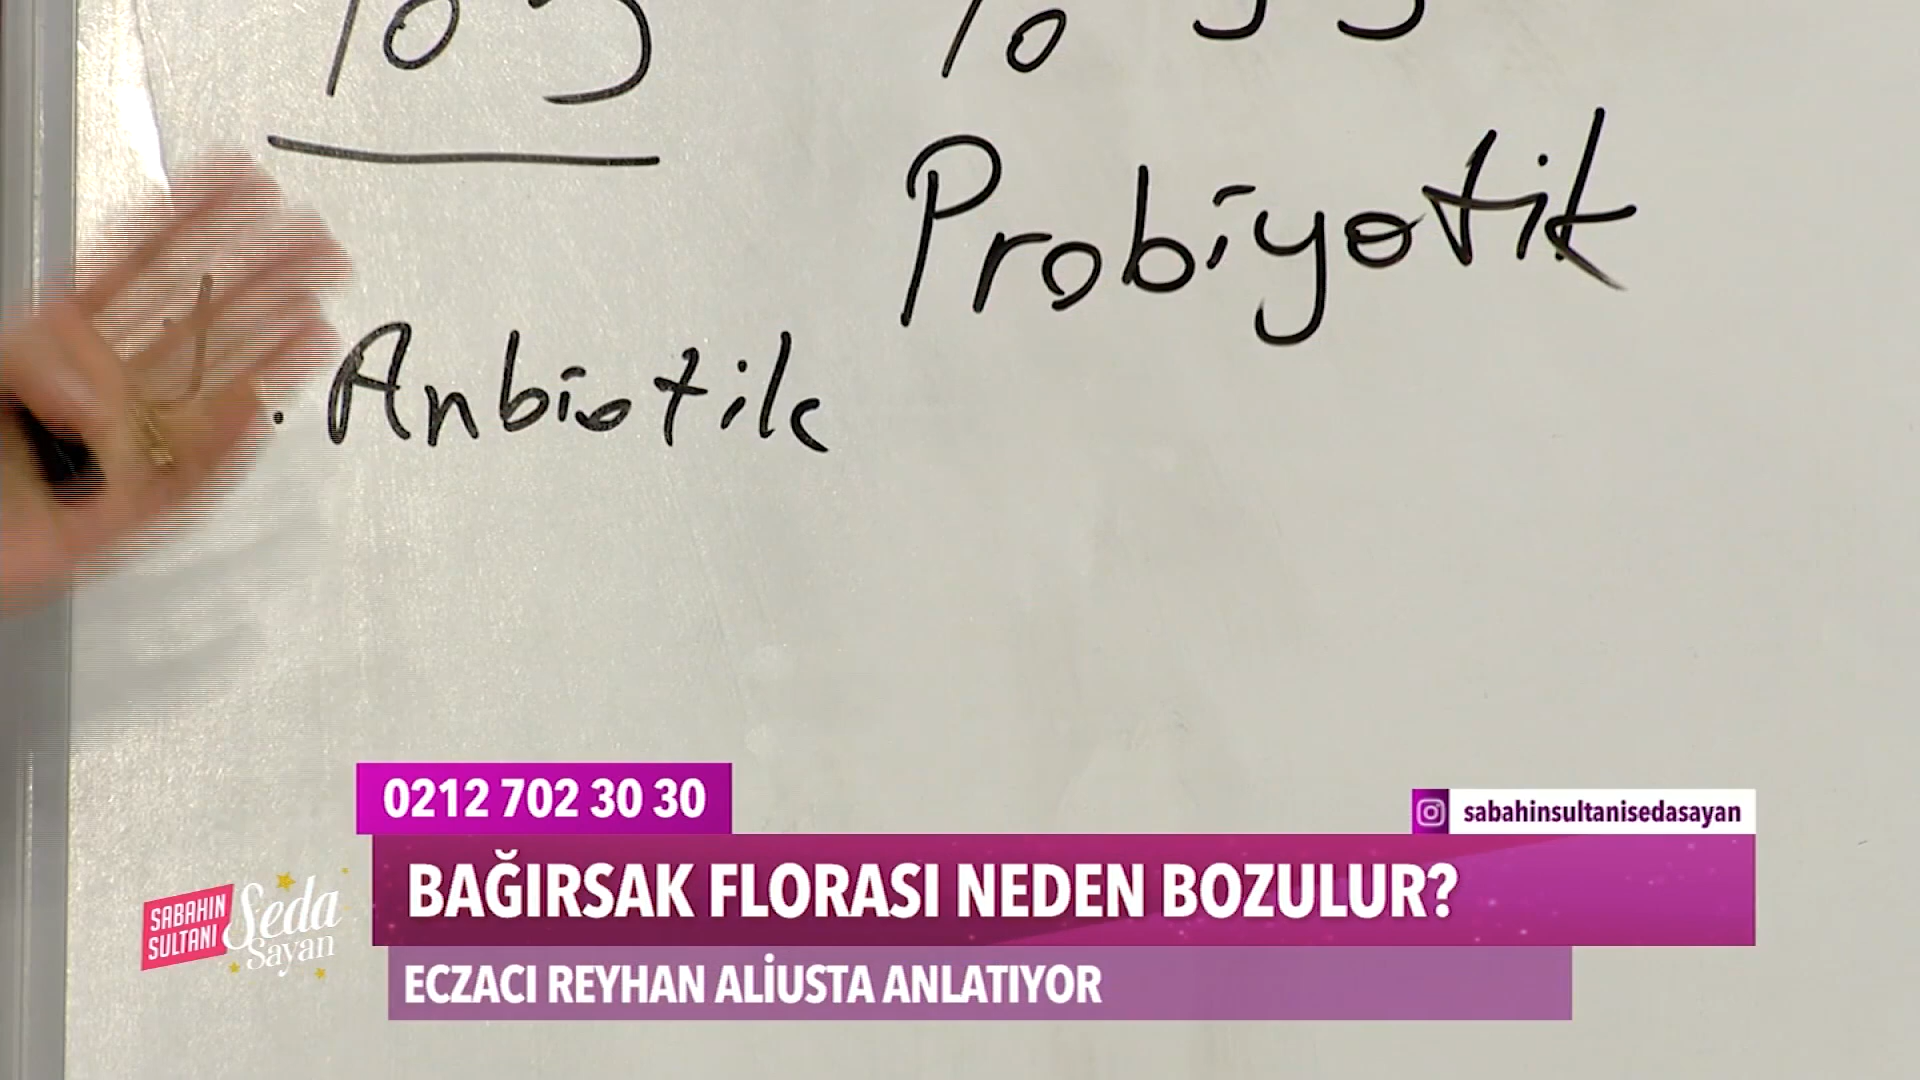 Probiyotik
Anbiotik
0212 702 30 30
sabahinsultanisedasayan
BAĞIRSAK FLORASI NEDEN BOZULUR?
SABAHIN
SULTANI
Seda
Sayan
ECZACI REYHAN ALİUSTA ANLATIYOR